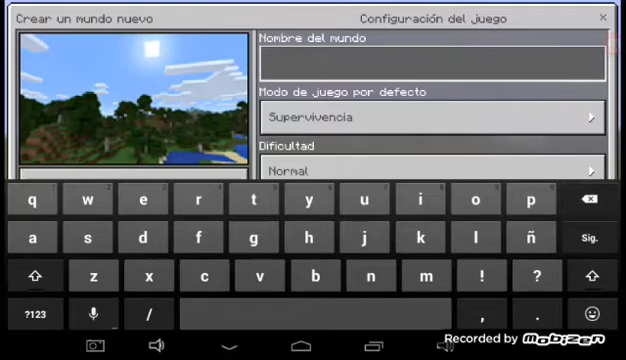 Crear un mundo nuevo
Configuración del juego
Nombre del mundo
Modo de juego por defecto
Supervivencia
Dificultad
Normal
q w e r t y u i o p
a s d f g h j k l ñ Sig.
z x c v b n m ! ?
?123 / , .
Recorded by Mobizen